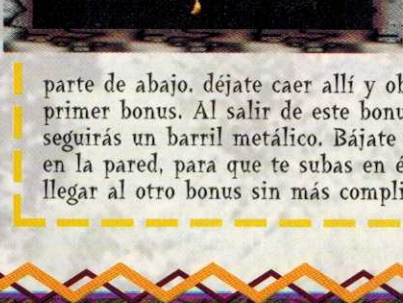 parte de abajo. déjate caer allí y ob
primer bonus. Al salir de este bonu
seguirás un barril metálico. Bájate
en la pared, para que te subas en é
llegar al otro bonus sin más compli